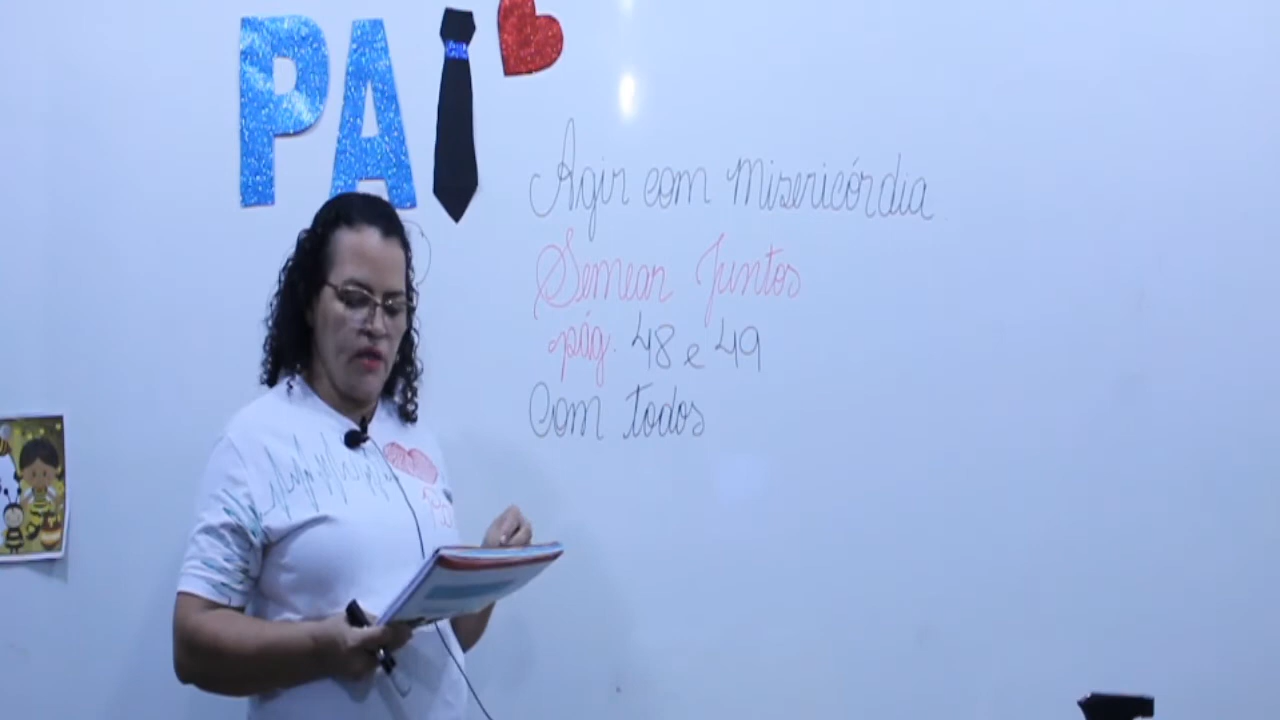 PAI
Agir com Misericórdia
Semear Juntos
pág. 48 e 49
Com todos